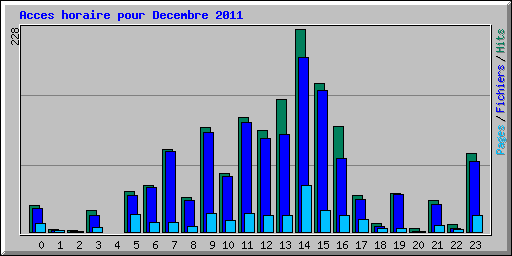 Acces horaire pour Decembre 2011
228
Pages / Fichiers / Hits
0 1 2 3 4 5 6 7 8 9 10 11 12 13 14 15 16 17 18 19 20 21 22 23